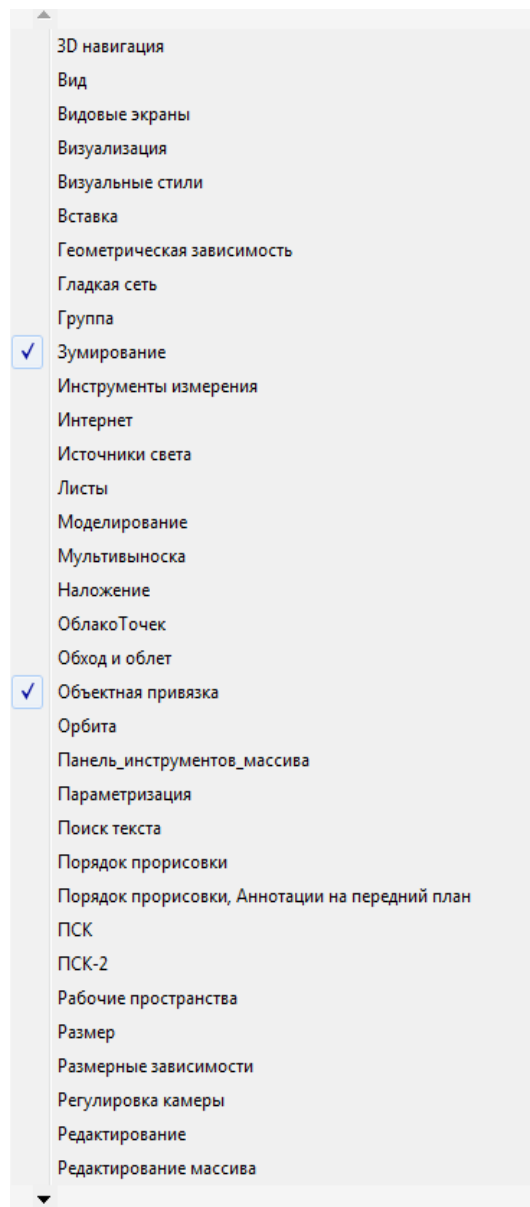 3D навигация
Вид
Видовые экраны
Визуализация
Визуальные стили
Вставка
Геометрическая зависимость
Гладкая сеть
Группа
Зумирование
Инструменты измерения
Интернет
Источники света
Листы
Моделирование
Мультивыноска
Наложение
ОблакоТочек
Обход и облет
Объектная привязка
Орбита
Панель_инструментов_массива
Параметризация
Поиск текста
Порядок прорисовки
Порядок прорисовки, Аннотации на передний план
ПСК
ПСК-2
Рабочие пространства
Размер
Размерные зависимости
Регулировка камеры
Редактирование
Редактирование массива